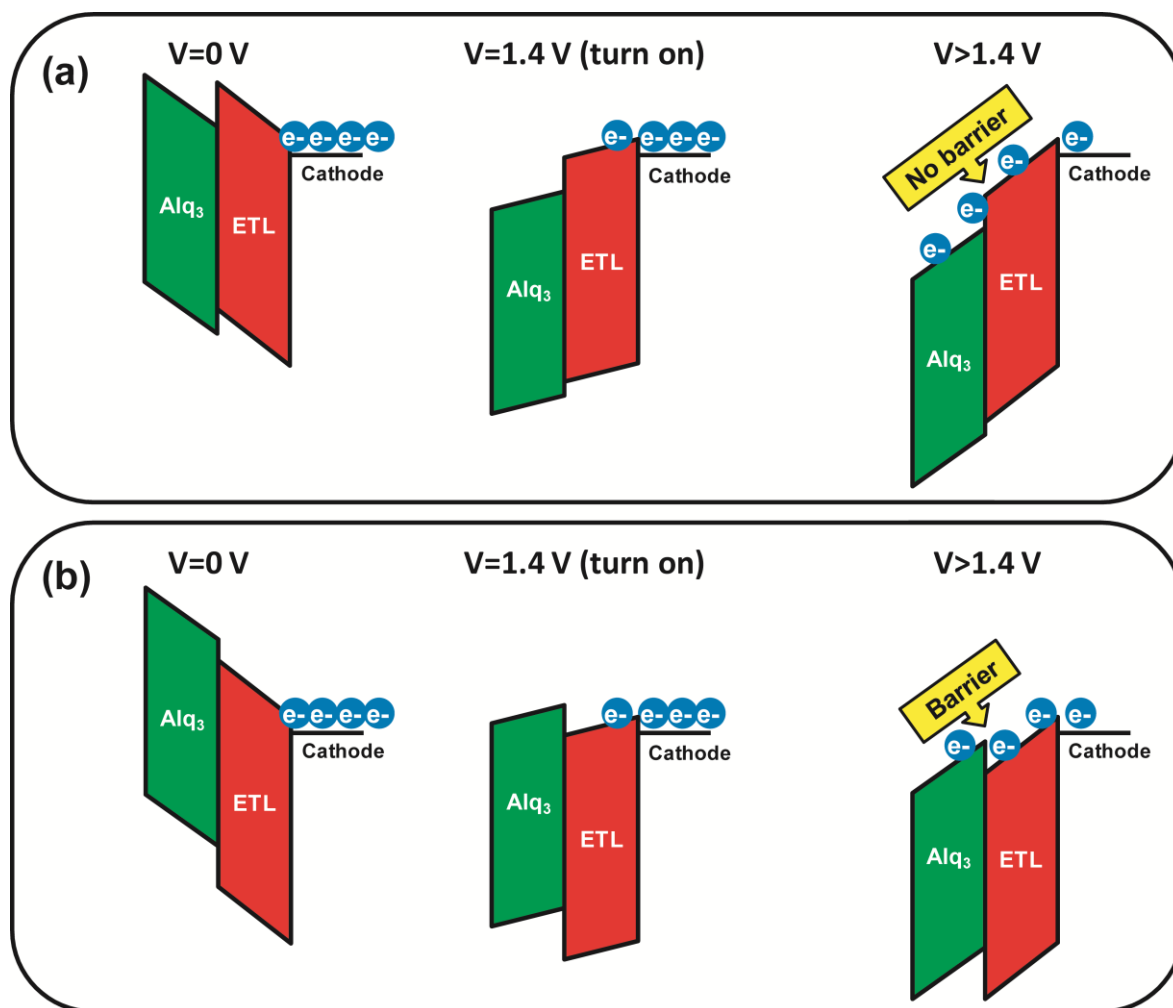 (a)
V=0 V
V=1.4 V (turn on)
V>1.4 V
e- e- e- e-
Cathode
Alq₃
ETL
e- e- e- e-
Cathode
Alq₃
ETL
No barrier
e-
e-
e-
e-
Cathode
Alq₃
ETL
(b)
V=0 V
V=1.4 V (turn on)
V>1.4 V
e- e- e- e-
Cathode
Alq₃
ETL
e- e- e- e-
Cathode
Alq₃
ETL
Barrier
e- e-
e- e-
Cathode
Alq₃
ETL